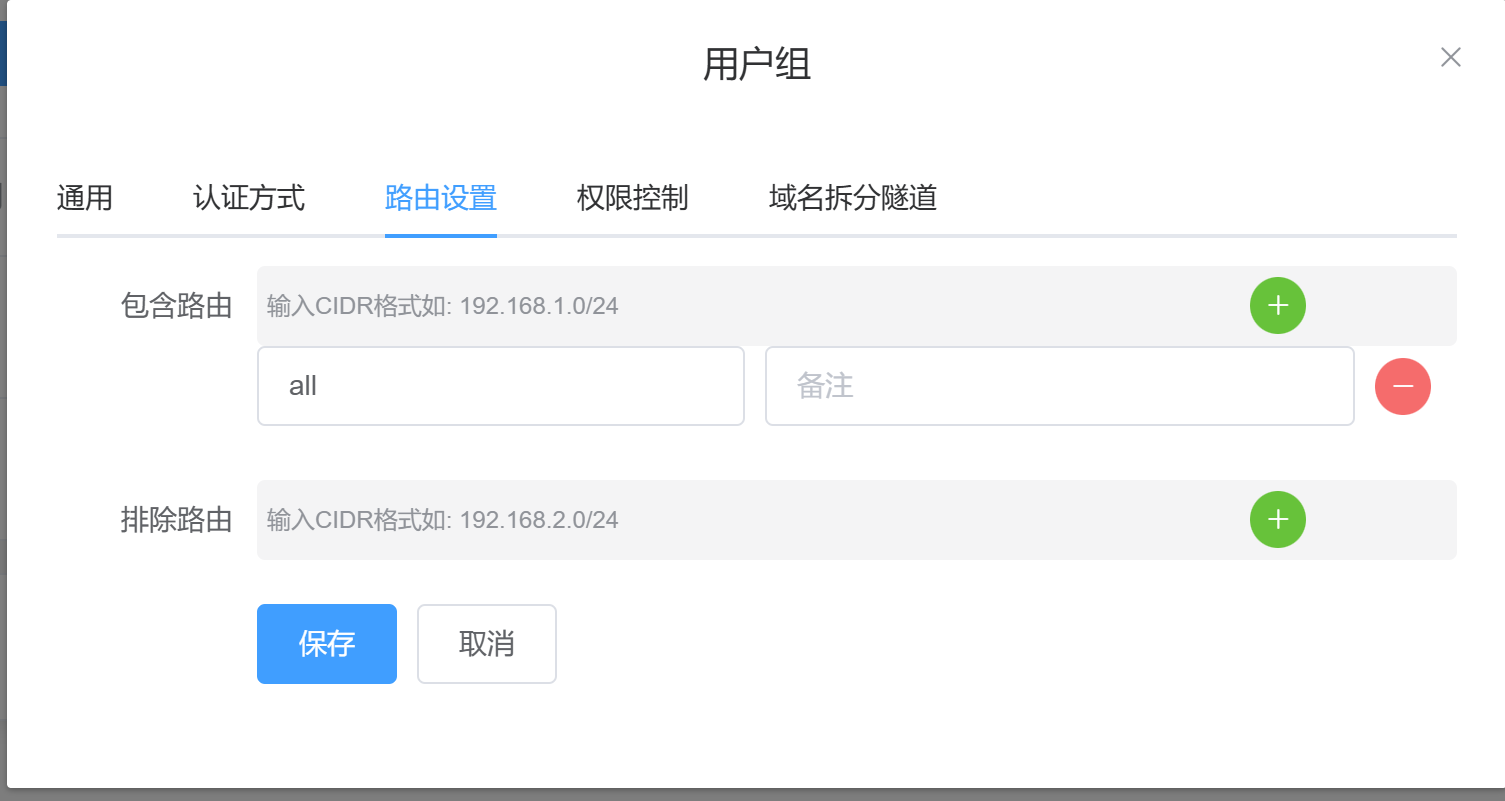 用户组
通用 认证方式 路由设置 权限控制 域名拆分隧道
包含路由 输入CIDR格式如: 192.168.1.0/24
all 备注
排除路由 输入CIDR格式如: 192.168.2.0/24
保存 取消